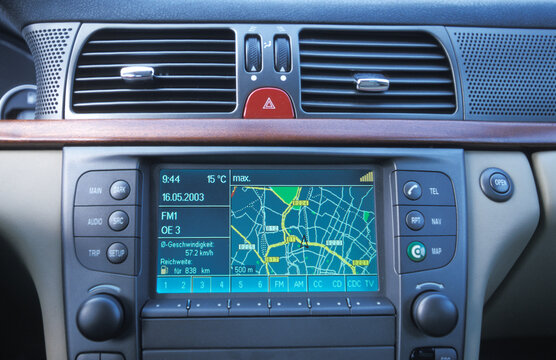 MAIN DARK
AUDIO SRC
TRIP SETUP
9:44 15 °C
16.05.2003
FM1
OE 3
Ø-Geschwindigkeit:
57.2 km/h
Reichweite:
für 838 km
max.
500 m
1 2 3 4 5 6 FM AM CC CD CDC TV
TEL
RPT NAV
MAP
OPEN